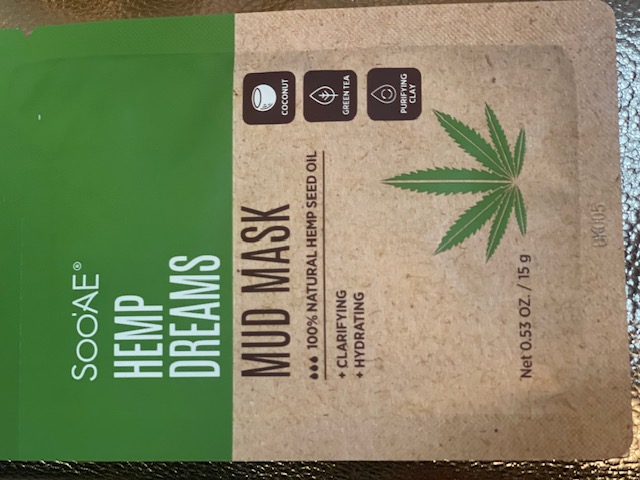 SOO'AE®
HEMP
DREAMS
MUD MASK
100% NATURAL HEMP SEED OIL
+ CLARIFYING
+ HYDRATING
COCONUT
GREEN TEA
PURIFYING
CLAY
Net 0.53 OZ. / 15 g